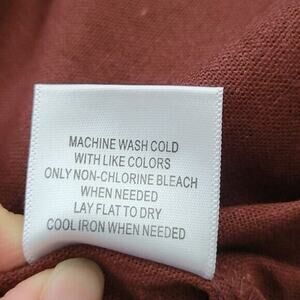 MACHINE WASH COLD
WITH LIKE COLORS
ONLY NON-CHLORINE BLEACH
WHEN NEEDED
LAY FLAT TO DRY
COOL IRON WHEN NEEDED